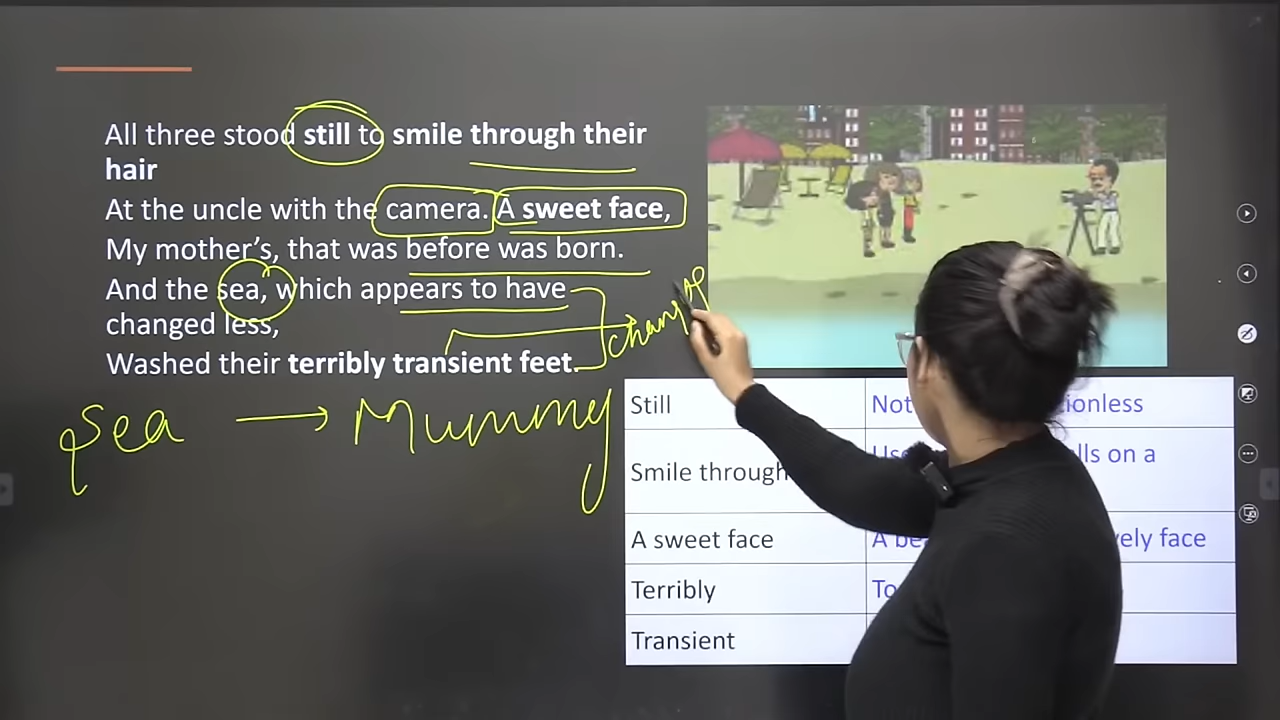 All three stood still to smile through their
hair
At the uncle with the camera. A sweet face,
My mother's, that was before was born.
And the sea, which appears to have
changed less,
Washed their terribly transient feet.
Sea → Mummy
Still
Not
ionless
Smile through
lls on a
A sweet face
vely face
Terribly
To
Transient